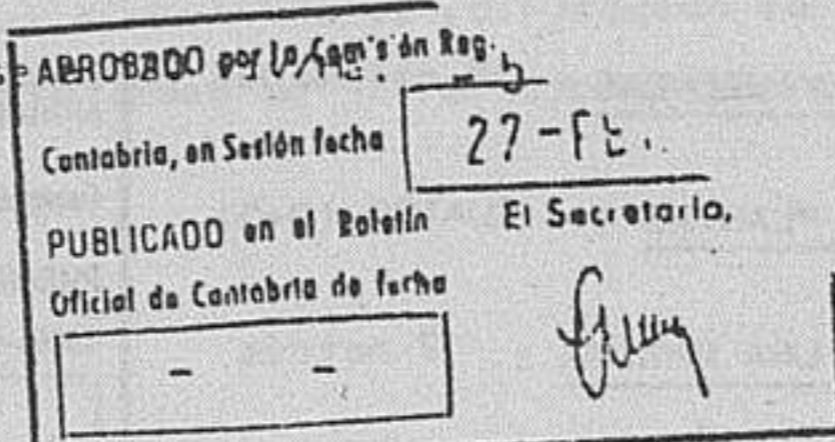 APROBADO por la Comisión Reg.
Cantabria, en Sesión fecha 27-FE.
PUBLICADO en el Boletín El Secretario,
Oficial de Cantabria de fecha
- -